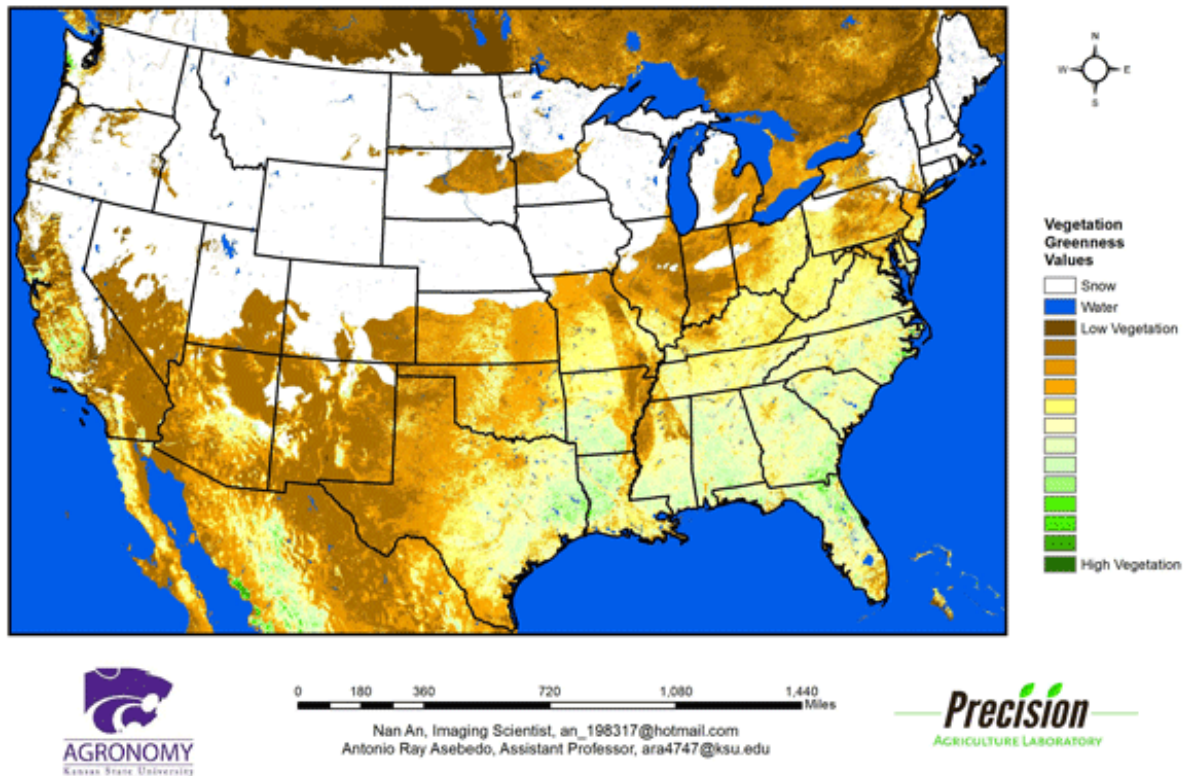 N
W E
S
Vegetation
Greenness
Values
Snow
Water
Low Vegetation
High Vegetation
0 180 360 720 1,080 1,440
Miles
Nan An, Imaging Scientist, an_198317@hotmail.com
Antonio Ray Asebedo, Assistant Professor, ara4747@ksu.edu
AGRONOMY
Kansas State University
Precision
AGRICULTURE LABORATORY